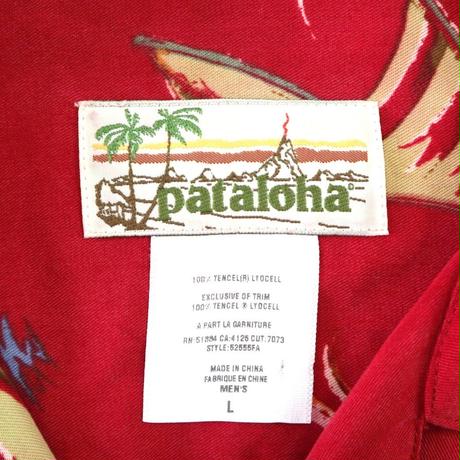 pataloha®
100% TENCEL(R) LYOCELL
EXCLUSIVE OF TRIM
100% TENCEL ® LYOCELL
A PART LA GARNITURE
RN:51884 CA:4126 CUT:7073
STYLE:52555FA
MADE IN CHINA
FABRIQUE EN CHINE
MEN'S
L